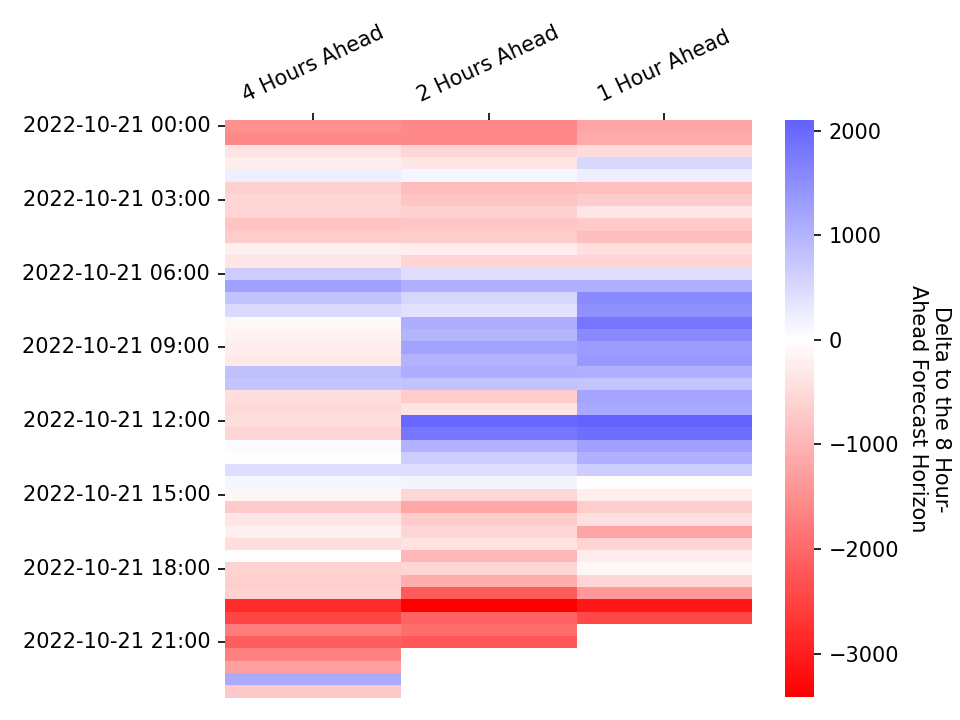 4 Hours Ahead
2 Hours Ahead
1 Hour Ahead
2022-10-21 00:00
2022-10-21 03:00
2022-10-21 06:00
2022-10-21 09:00
2022-10-21 12:00
2022-10-21 15:00
2022-10-21 18:00
2022-10-21 21:00
2000
1000
0
−1000
−2000
−3000
Delta to the 8 Hour-
Ahead Forecast Horizon